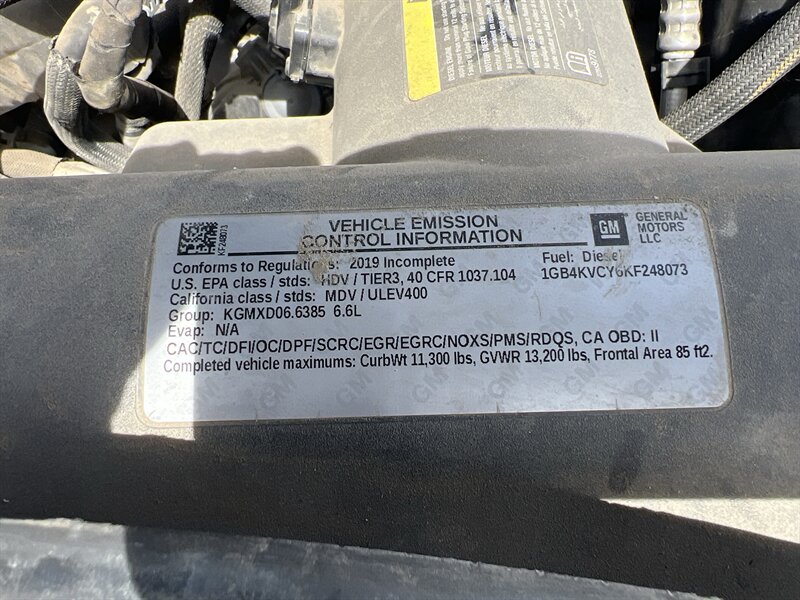 VEHICLE EMISSION
CONTROL INFORMATION
KF248073
GM
GENERAL
MOTORS
LLC
Conforms to Regulations: 2019 Incomplete
Fuel: Diesel
U.S. EPA class / stds: HDV / TIER3, 40 CFR 1037.104
1GB4KVCY6KF248073
California class / stds: MDV / ULEV400
Group: KGMXD06.6385 6.6L
Evap: N/A
CAC/TC/DFI/OC/DPF/SCRC/EGR/EGRC/NOXS/PMS/RDQS, CA OBD: II
Completed vehicle maximums: CurbWt 11,300 lbs, GVWR 13,200 lbs, Frontal Area 85 ft2.